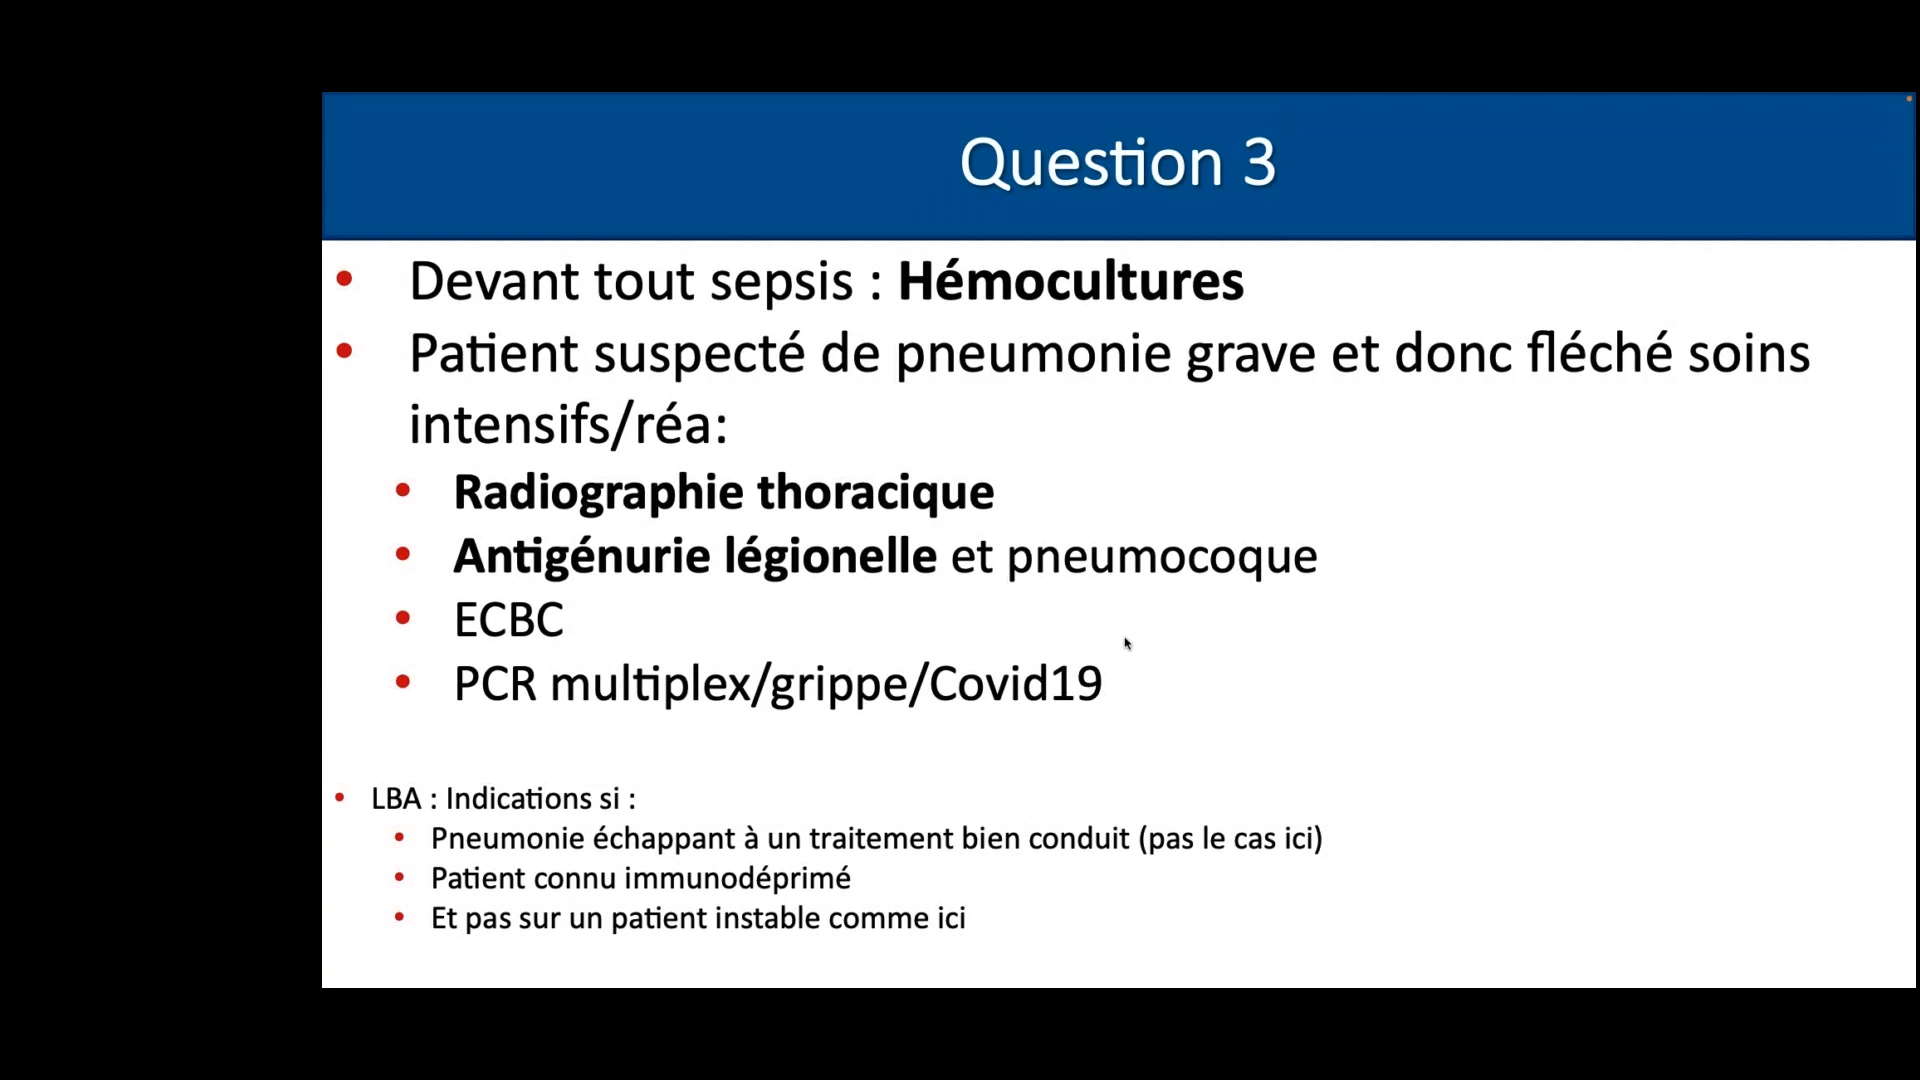 Question 3
• Devant tout sepsis : Hémocultures
• Patient suspecté de pneumonie grave et donc fléché soins
intensifs/réa:
• Radiographie thoracique
• Antigénurie légionelle et pneumocoque
• ECBC
• PCR multiplex/grippe/Covid19
• LBA : Indications si :
• Pneumonie échappant à un traitement bien conduit (pas le cas ici)
• Patient connu immunodéprimé
• Et pas sur un patient instable comme ici